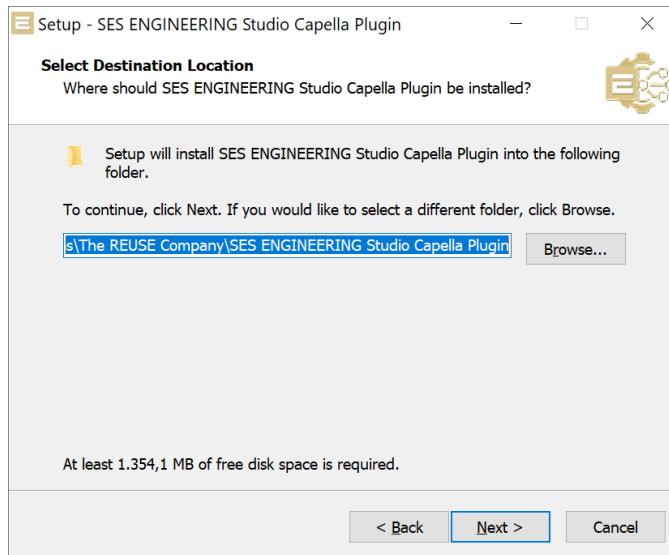 Setup - SES ENGINEERING Studio Capella Plugin
Select Destination Location
Where should SES ENGINEERING Studio Capella Plugin be installed?
Setup will install SES ENGINEERING Studio Capella Plugin into the following
folder.
To continue, click Next. If you would like to select a different folder, click Browse.
s\The REUSE Company\SES ENGINEERING Studio Capella Plugin
Browse...
At least 1.354,1 MB of free disk space is required.
< Back
Next >
Cancel